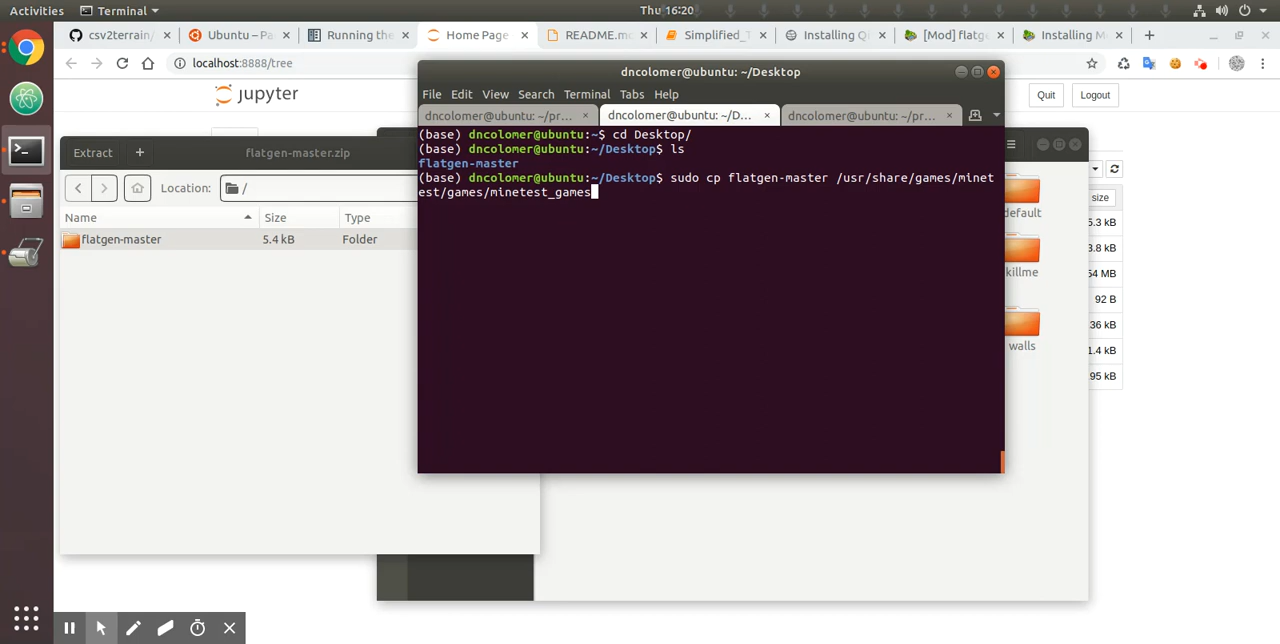 Activities Terminal Thu 16:20
csv2terrain/ Ubuntu – Pa Running the Home Page README.m Simplified_T Installing Q [Mod] flatge Installing M
localhost:8888/tree
jupyter Quit Logout
dncolomer@ubuntu: ~/Desktop
File Edit View Search Terminal Tabs Help
dncolomer@ubuntu: ~/pr... dncolomer@ubuntu: ~/D... dncolomer@ubuntu: ~/pr...
(base) dncolomer@ubuntu:~$ cd Desktop/
(base) dncolomer@ubuntu:~/Desktop$ ls
flatgen-master
(base) dncolomer@ubuntu:~/Desktop$ sudo cp flatgen-master /usr/share/games/minet
est/games/minetest_games
Extract + flatgen-master.zip
Location: /
Name Size Type
flatgen-master 5.4 kB Folder
default
killme
walls
size
5.3 kB
3.8 kB
54 MB
92 B
36 kB
1.4 kB
95 kB